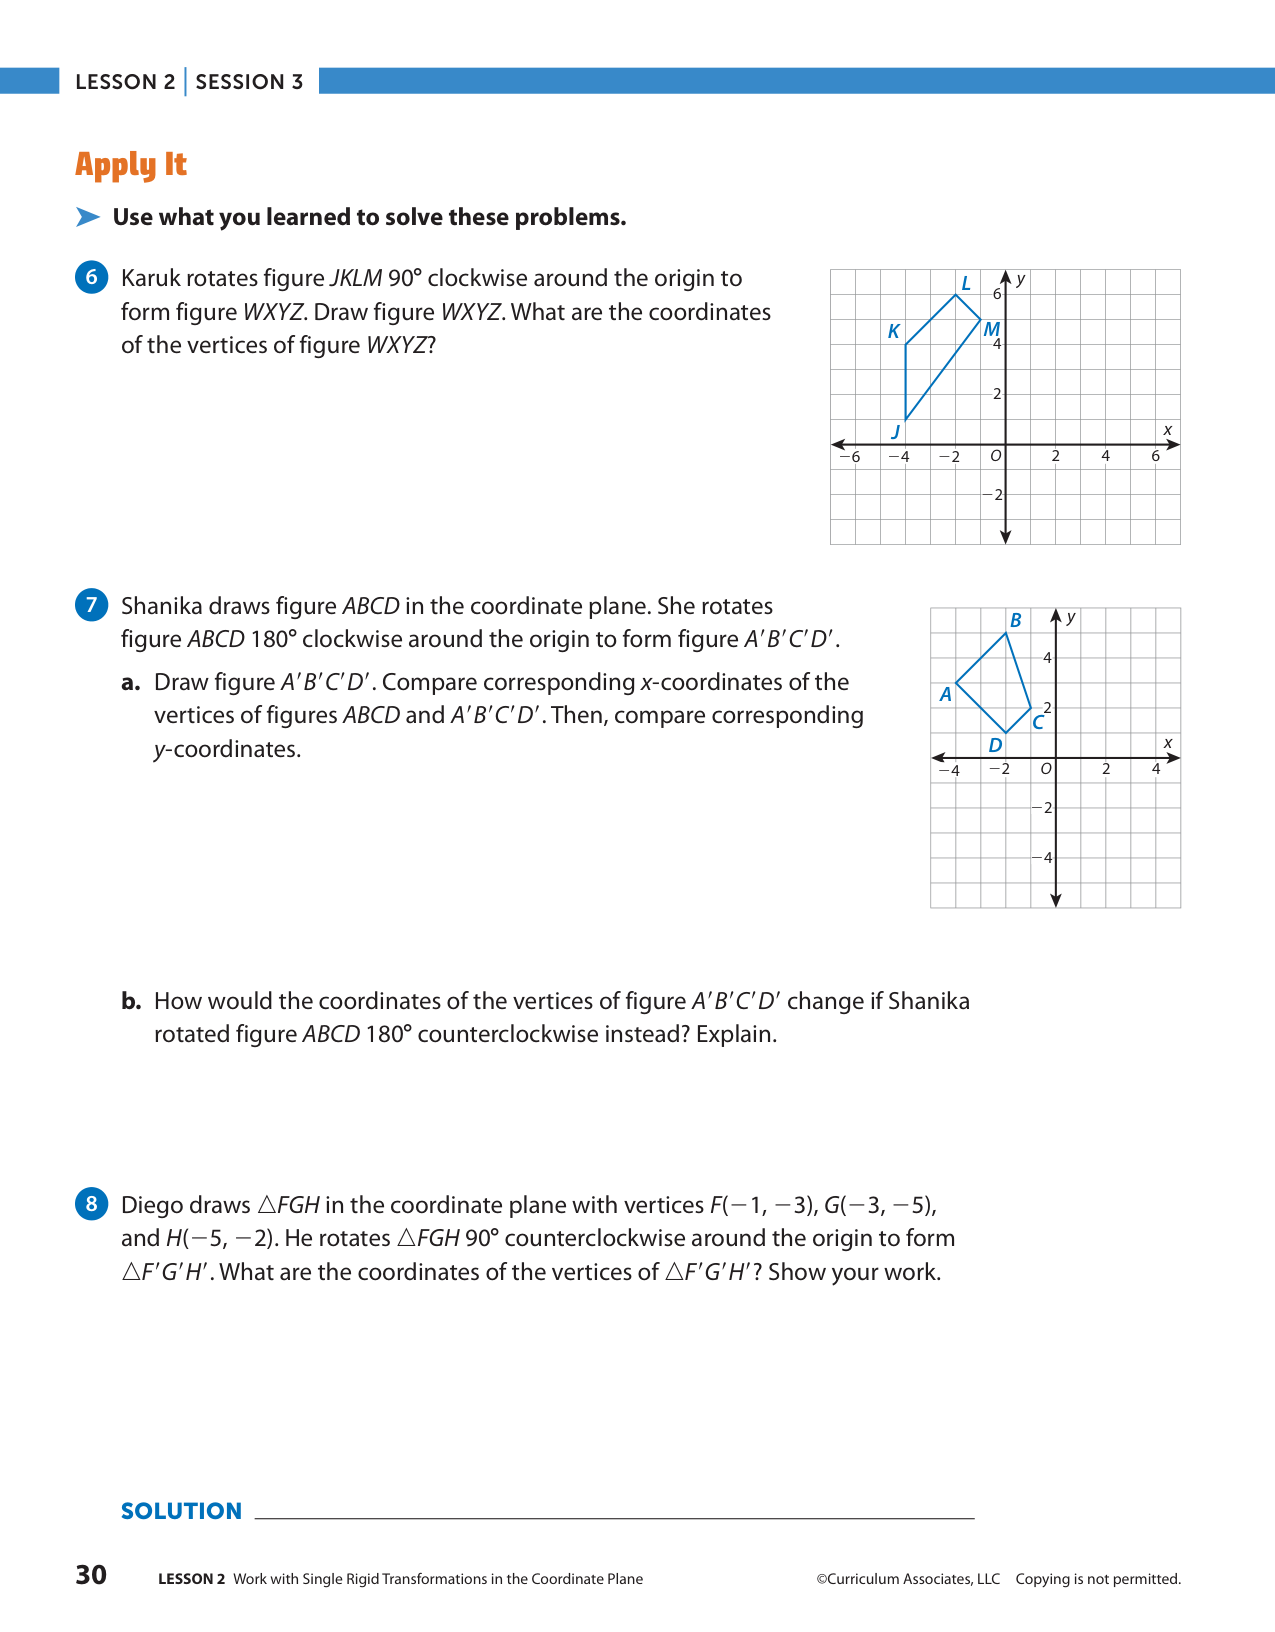 LESSON 2 | SESSION 3
Apply It
➤ Use what you learned to solve these problems.
6 Karuk rotates figure JKLM 90° clockwise around the origin to
form figure WXYZ. Draw figure WXYZ. What are the coordinates
of the vertices of figure WXYZ?
L
y
6
K
M
4
2
J
x
−6 −4 −2 O 2 4 6
−2
7 Shanika draws figure ABCD in the coordinate plane. She rotates
figure ABCD 180° clockwise around the origin to form figure A′B′C′D′.
a. Draw figure A′B′C′D′. Compare corresponding x-coordinates of the
vertices of figures ABCD and A′B′C′D′. Then, compare corresponding
y-coordinates.
B
y
4
A
2
C
D
x
−4 −2 O 2 4
−2
−4
b. How would the coordinates of the vertices of figure A′B′C′D′ change if Shanika
rotated figure ABCD 180° counterclockwise instead? Explain.
8 Diego draws △FGH in the coordinate plane with vertices F(−1, −3), G(−3, −5),
and H(−5, −2). He rotates △FGH 90° counterclockwise around the origin to form
△F′G′H′. What are the coordinates of the vertices of △F′G′H′? Show your work.
SOLUTION
30 LESSON 2 Work with Single Rigid Transformations in the Coordinate Plane ©Curriculum Associates, LLC Copying is not permitted.